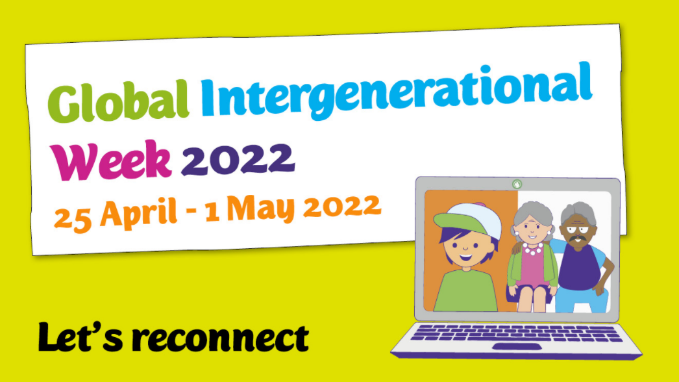 Global Intergenerational
Week 2022
25 April - 1 May 2022
Let's reconnect